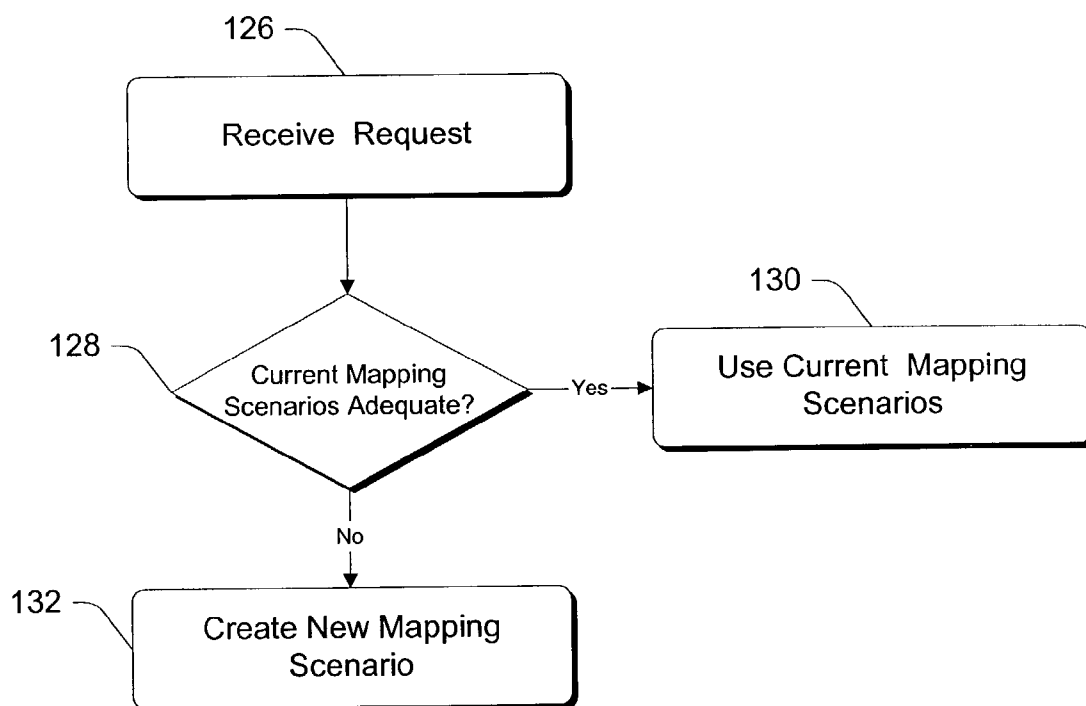 126
Receive Request
130
128
Current Mapping
Scenarios Adequate?
Yes
Use Current Mapping
Scenarios
No
132
Create New Mapping
Scenario